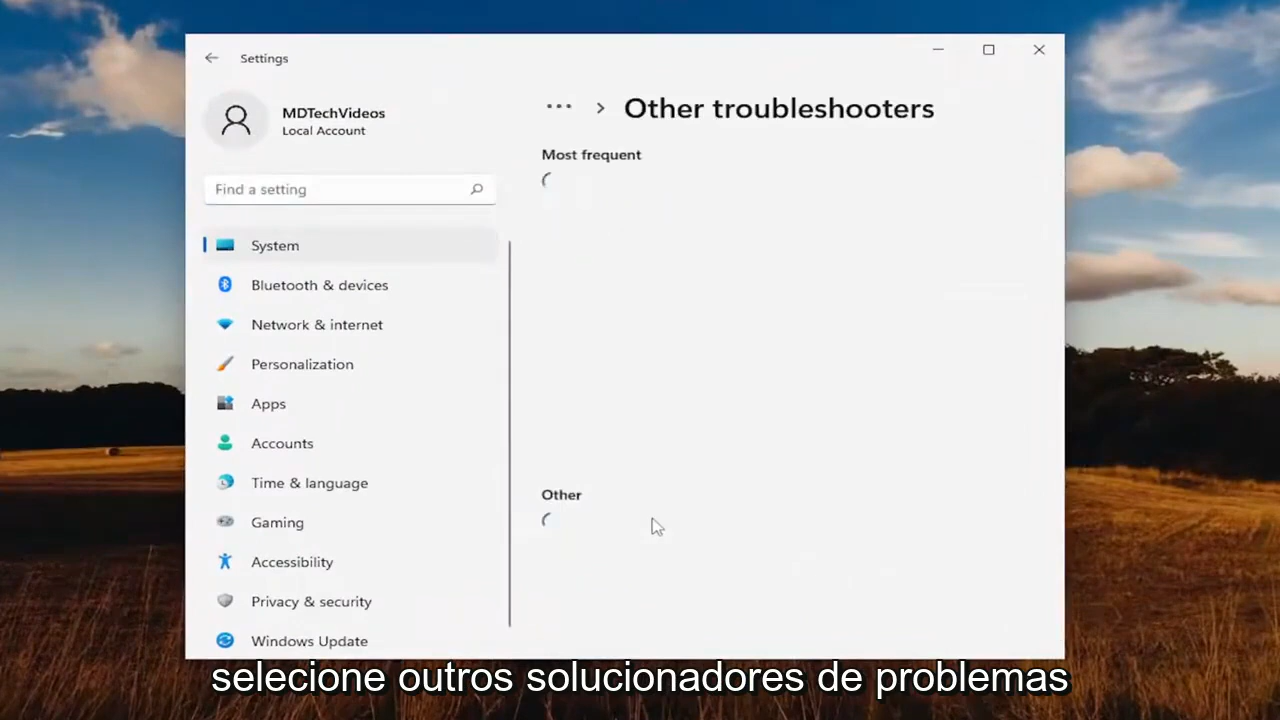 Settings
MDTechVideos
Local Account
Find a setting
System
Bluetooth & devices
Network & internet
Personalization
Apps
Accounts
Time & language
Gaming
Accessibility
Privacy & security
Windows Update
... > Other troubleshooters
Most frequent
Other
selecione outros solucionadores de problemas